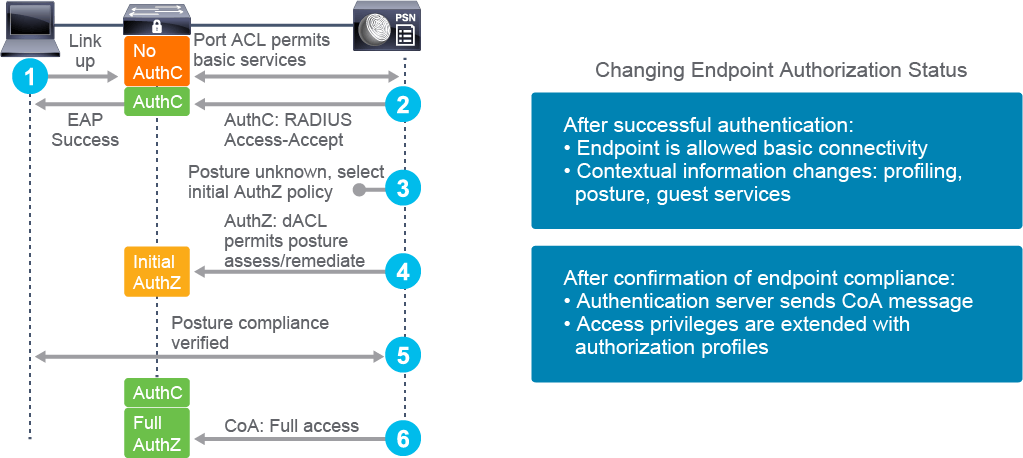 PSN
Link
up
No
AuthC
Port ACL permits
basic services
1
AuthC
2
EAP
Success
AuthC: RADIUS
Access-Accept
Posture unknown, select
initial AuthZ policy
3
AuthZ: dACL
permits posture
assess/remediate
Initial
AuthZ
4
Posture compliance
verified
5
AuthC
Full
AuthZ
CoA: Full access
6
Changing Endpoint Authorization Status
After successful authentication:
• Endpoint is allowed basic connectivity
• Contextual information changes: profiling,
posture, guest services
After confirmation of endpoint compliance:
• Authentication server sends CoA message
• Access privileges are extended with
authorization profiles